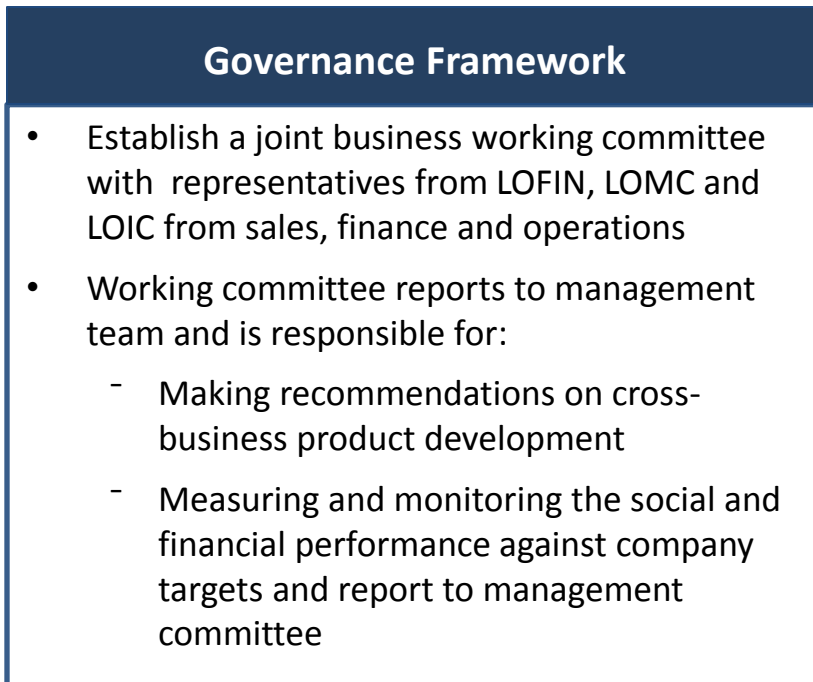 Governance Framework
• Establish a joint business working committee
with representatives from LOFIN, LOMC and
LOIC from sales, finance and operations
• Working committee reports to management
team and is responsible for:
- Making recommendations on cross-
business product development
- Measuring and monitoring the social and
financial performance against company
targets and report to management
committee